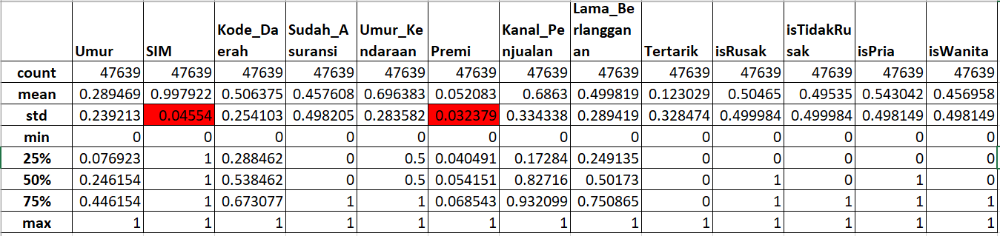 Umur SIM Kode_Daerah Sudah_Asuransi Umur_Kendaraan Premi Kanal_Penjualan Lama_Berlangganan Tertarik isRusak isTidakRusak isPria isWanita
count 47639 47639 47639 47639 47639 47639 47639 47639 47639 47639 47639 47639 47639
mean 0.289469 0.997922 0.506375 0.457608 0.696383 0.052083 0.6863 0.499819 0.123029 0.50465 0.49535 0.543042 0.456958
std 0.239213 0.04554 0.254103 0.498205 0.283582 0.032379 0.334338 0.289419 0.328474 0.499984 0.499984 0.498149 0.498149
min 0 0 0 0 0 0 0 0 0 0 0 0 0
25% 0.076923 1 0.288462 0 0.5 0.040491 0.17284 0.249135 0 0 0 0 0
50% 0.246154 1 0.538462 0 0.5 0.054151 0.82716 0.50173 0 1 0 1 0
75% 0.446154 1 0.673077 1 1 0.068543 0.932099 0.750865 0 1 1 1 1
max 1 1 1 1 1 1 1 1 1 1 1 1 1